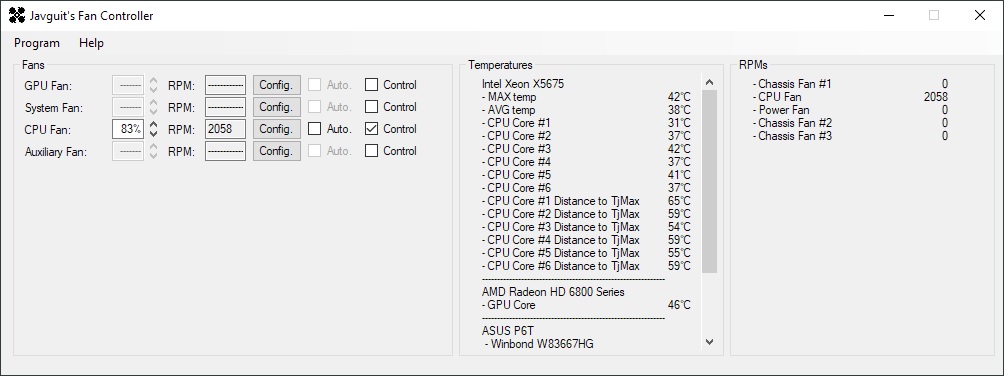 Javguit's Fan Controller
Program Help
Fans
GPU Fan: ------- RPM: ------------ Config. Auto. Control
System Fan: ------- RPM: ------------ Config. Auto. Control
CPU Fan: 83% RPM: 2058 Config. Auto. Control
Auxiliary Fan: ------- RPM: ------------ Config. Auto. Control
Temperatures
Intel Xeon X5675
- MAX temp 42°C
- AVG temp 38°C
- CPU Core #1 31°C
- CPU Core #2 37°C
- CPU Core #3 42°C
- CPU Core #4 37°C
- CPU Core #5 41°C
- CPU Core #6 37°C
- CPU Core #1 Distance to TjMax 65°C
- CPU Core #2 Distance to TjMax 59°C
- CPU Core #3 Distance to TjMax 54°C
- CPU Core #4 Distance to TjMax 59°C
- CPU Core #5 Distance to TjMax 55°C
- CPU Core #6 Distance to TjMax 59°C
AMD Radeon HD 6800 Series
- GPU Core 46°C
ASUS P6T
- Winbond W83667HG
RPMs
- Chassis Fan #1 0
- CPU Fan 2058
- Power Fan 0
- Chassis Fan #2 0
- Chassis Fan #3 0